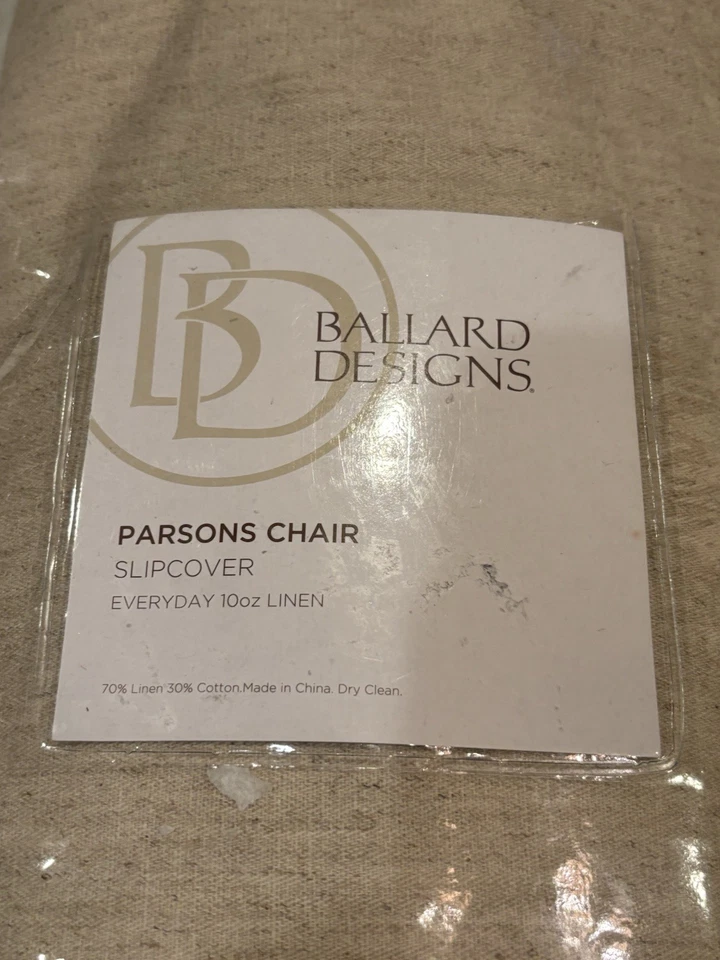 BD
BALLARD
DESIGNS®
PARSONS CHAIR
SLIPCOVER
EVERYDAY 10oz LINEN
70% Linen 30% Cotton.Made in China. Dry Clean.